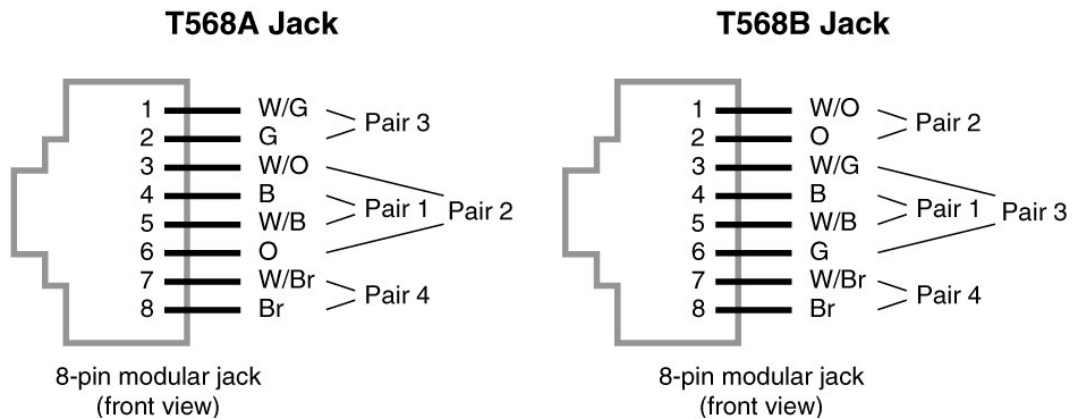 T568A Jack
1 W/G
2 G
3 W/O
4 B
5 W/B
6 O
7 W/Br
8 Br
Pair 3
Pair 1
Pair 2
Pair 4
8-pin modular jack
(front view)
T568B Jack
1 W/O
2 O
3 W/G
4 B
5 W/B
6 G
7 W/Br
8 Br
Pair 2
Pair 1
Pair 3
Pair 4
8-pin modular jack
(front view)